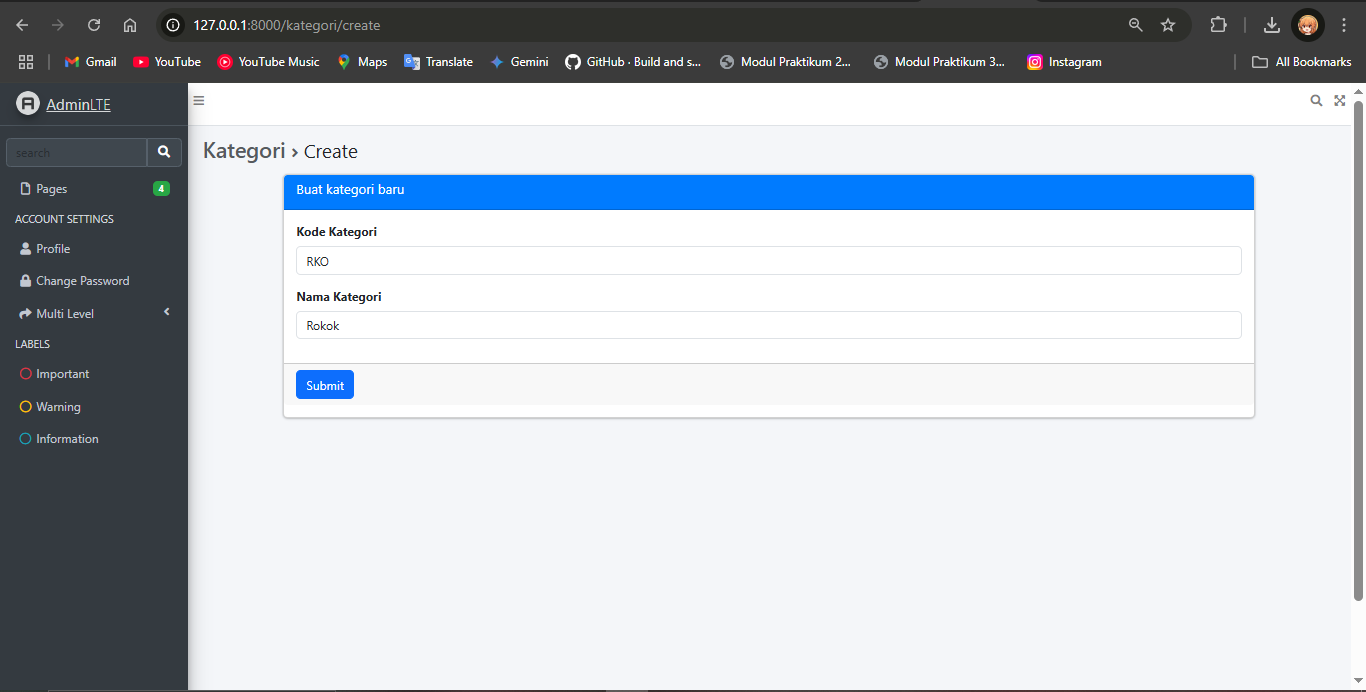 127.0.0.1:8000/kategori/create
Gmail YouTube YouTube Music Maps Translate Gemini GitHub · Build and s... Modul Praktikum 2... Modul Praktikum 3... Instagram All Bookmarks
AdminLTE
search
Pages 4
ACCOUNT SETTINGS
Profile
Change Password
Multi Level
LABELS
Important
Warning
Information
Kategori › Create
Buat kategori baru
Kode Kategori
RKO
Nama Kategori
Rokok
Submit